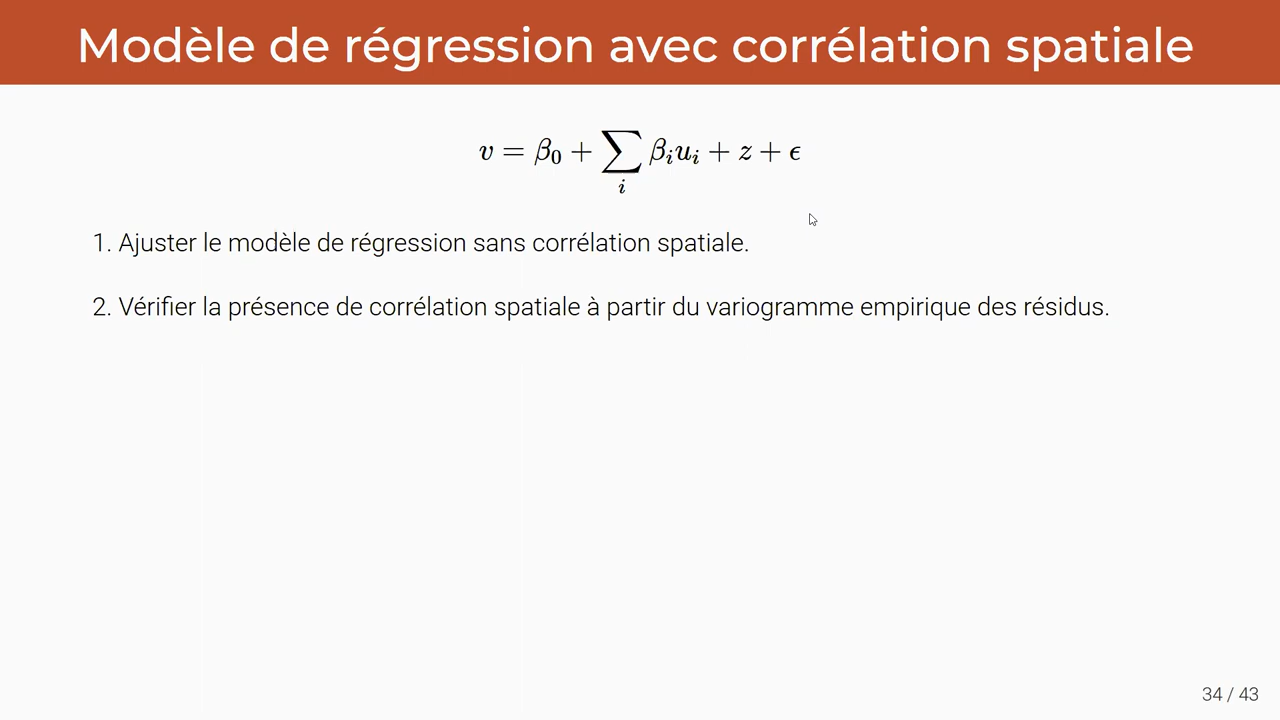 Modèle de régression avec corrélation spatiale
v = β₀ + ∑ᵢ βᵢuᵢ + z + ϵ
1. Ajuster le modèle de régression sans corrélation spatiale.
2. Vérifier la présence de corrélation spatiale à partir du variogramme empirique des résidus.
34 / 43